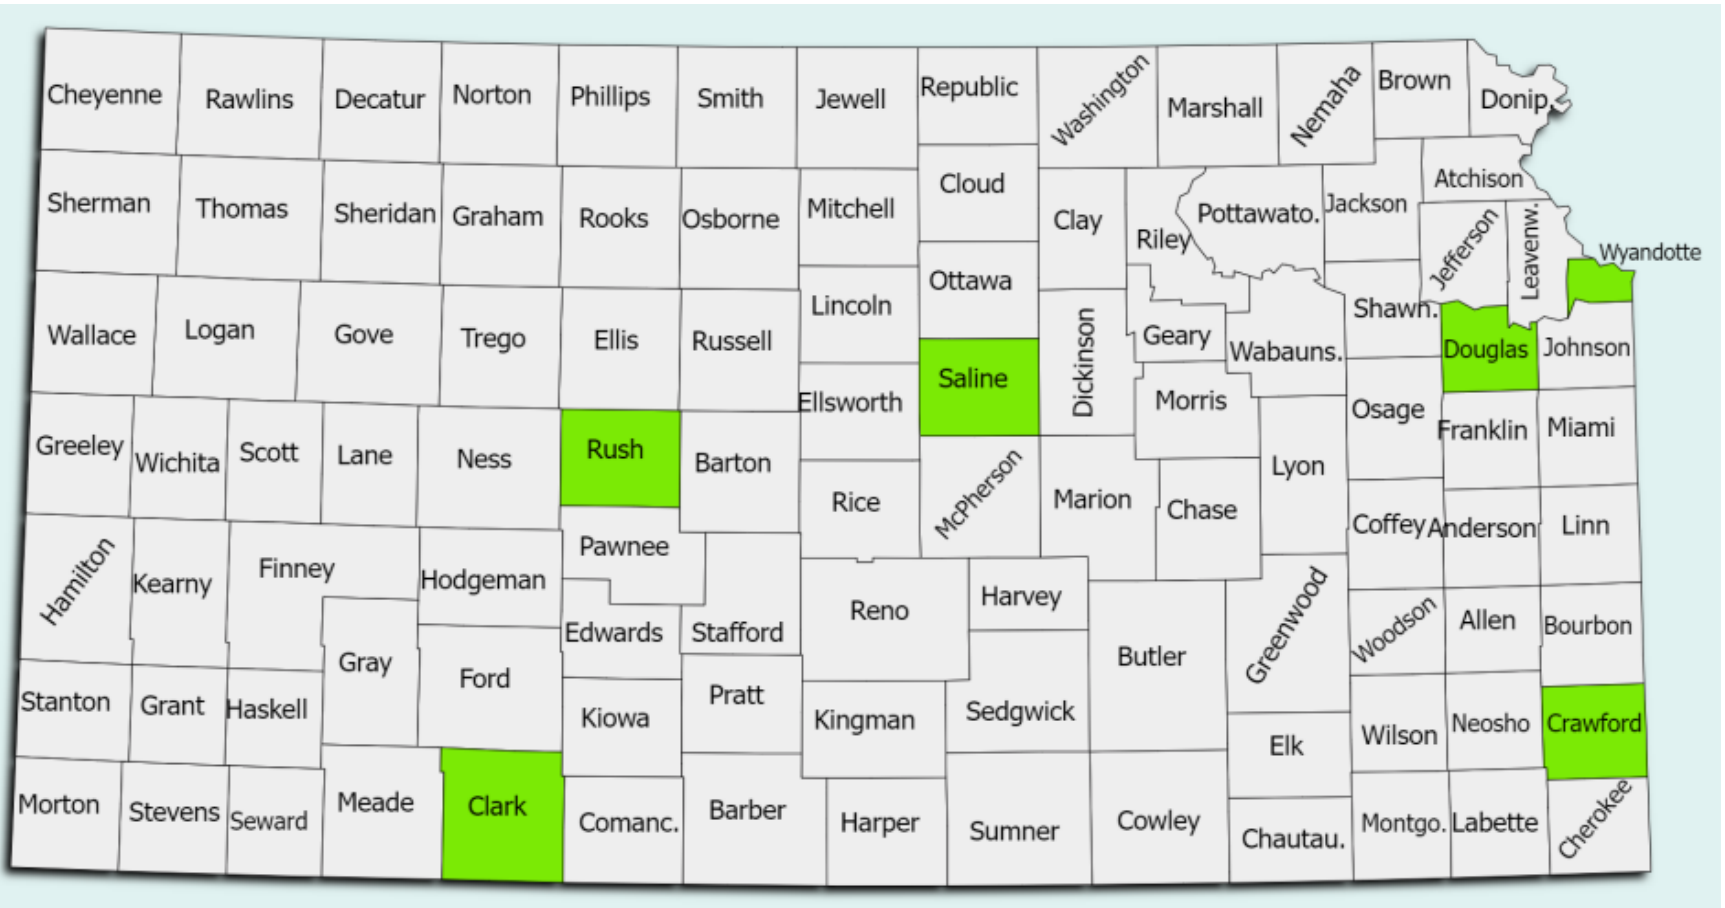 Cheyenne
Rawlins
Decatur
Norton
Phillips
Smith
Jewell
Republic
Washington
Marshall
Nemaha
Brown
Donip.
Sherman
Thomas
Sheridan
Graham
Rooks
Osborne
Mitchell
Cloud
Clay
Riley
Pottawato.
Jackson
Atchison
Jefferson
Leavenw.
Wyandotte
Wallace
Logan
Gove
Trego
Ellis
Russell
Lincoln
Ottawa
Dickinson
Geary
Wabauns.
Shawn.
Douglas
Johnson
Greeley
Wichita
Scott
Lane
Ness
Rush
Barton
Ellsworth
Saline
Morris
Osage
Franklin
Miami
Rice
McPherson
Marion
Chase
Lyon
Coffey
Anderson
Linn
Hamilton
Kearny
Finney
Hodgeman
Pawnee
Edwards
Stafford
Reno
Harvey
Butler
Greenwood
Woodson
Allen
Bourbon
Stanton
Grant
Haskell
Gray
Ford
Kiowa
Pratt
Kingman
Sedgwick
Elk
Wilson
Neosho
Crawford
Morton
Stevens
Seward
Meade
Clark
Comanc.
Barber
Harper
Sumner
Cowley
Chautau.
Montgo.
Labette
Cherokee